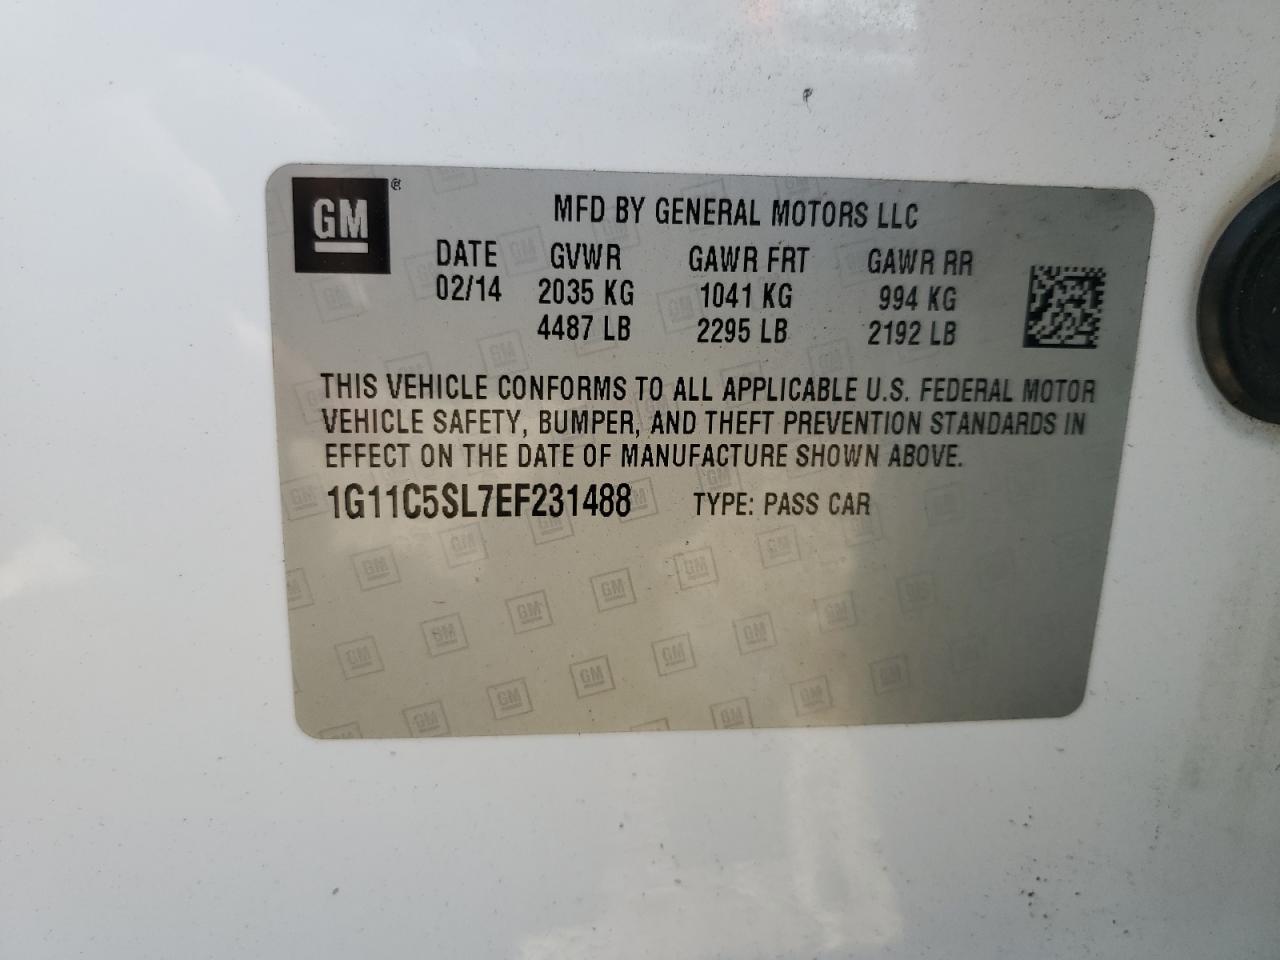 GM
MFD BY GENERAL MOTORS LLC
DATE GVWR GAWR FRT GAWR RR
02/14 2035 KG 1041 KG 994 KG
4487 LB 2295 LB 2192 LB
THIS VEHICLE CONFORMS TO ALL APPLICABLE U.S. FEDERAL MOTOR
VEHICLE SAFETY, BUMPER, AND THEFT PREVENTION STANDARDS IN
EFFECT ON THE DATE OF MANUFACTURE SHOWN ABOVE.
1G11C5SL7EF231488 TYPE: PASS CAR